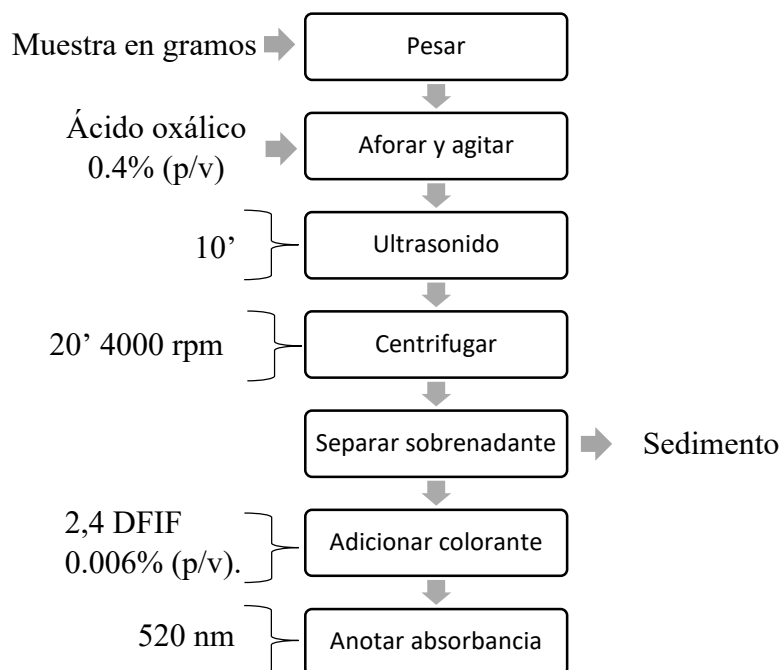 Muestra en gramos
Pesar
Ácido oxálico
0.4% (p/v)
Aforar y agitar
10’
Ultrasonido
20’ 4000 rpm
Centrifugar
Separar sobrenadante
Sedimento
2,4 DFIF
0.006% (p/v).
Adicionar colorante
520 nm
Anotar absorbancia